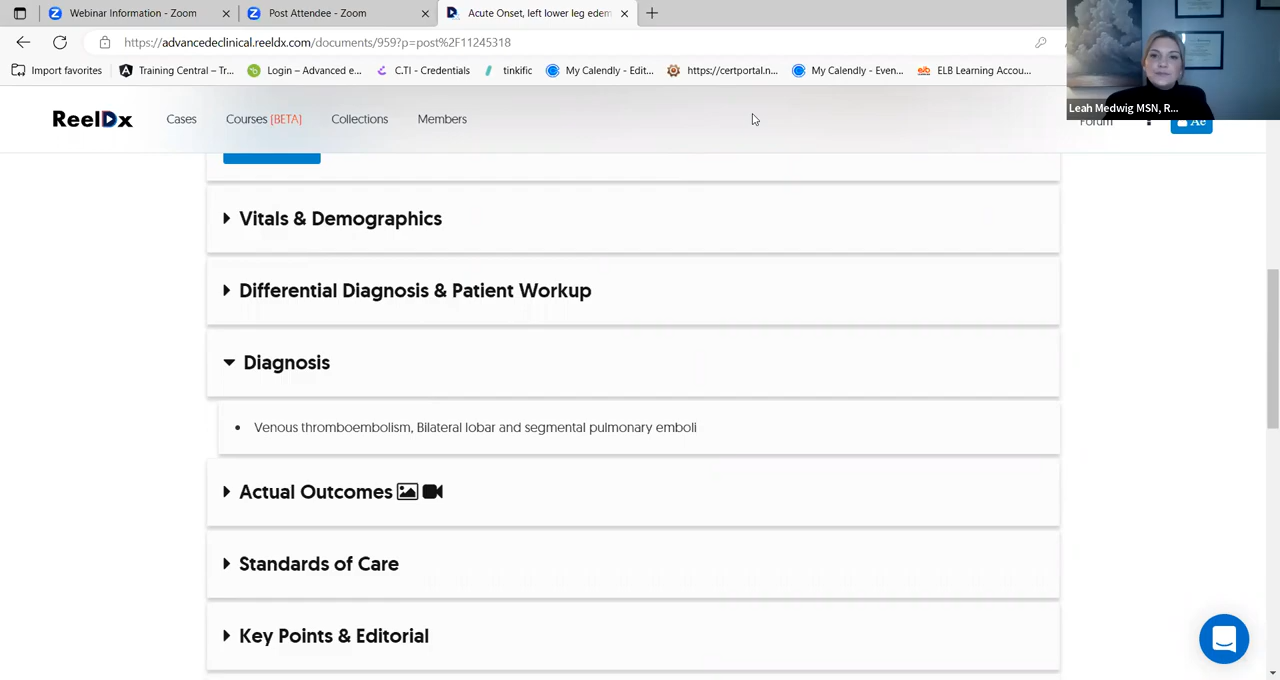 Webinar Information - Zoom
Post Attendee - Zoom
Acute Onset, left lower leg edem
https://advancedclinical.reeldx.com/documents/959?p=post%2F11245318
Import favorites
Training Central – Tr...
Login – Advanced e...
C.TI - Credentials
tinkific
My Calendly - Edit...
https://certportal.n...
My Calendly - Even...
ELB Learning Accou...
Leah Medwig MSN, R...
ReelDx
Cases
Courses [BETA]
Collections
Members
Forum
Ac
Vitals & Demographics
Differential Diagnosis & Patient Workup
Diagnosis
• Venous thromboembolism, Bilateral lobar and segmental pulmonary emboli
Actual Outcomes
Standards of Care
Key Points & Editorial